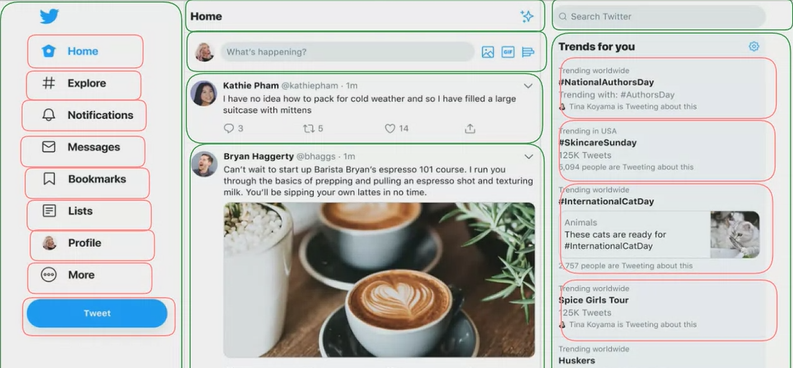 Home
Explore
Notifications
Messages
Bookmarks
Lists
Profile
More
Tweet
Home
What's happening?
GIF
Kathie Pham @kathiepham · 1m
I have no idea how to pack for cold weather and so I have filled a large
suitcase with mittens
3 5 14
Bryan Haggerty @bhaggs · 1m
Can't wait to start up Barista Bryan's espresso 101 course. I run you
through the basics of prepping and pulling an espresso shot and texturing
milk. You'll be sipping your own lattes in no time.
Search Twitter
Trends for you
Trending worldwide
#NationalAuthorsDay
Trending with: #AuthorsDay
Tina Koyama is Tweeting about this
Trending in USA
#SkincareSunday
125K Tweets
5,094 people are Tweeting about this
Trending worldwide
#InternationalCatDay
Animals
These cats are ready for
#InternationalCatDay
2,757 people are Tweeting about this
Trending worldwide
Spice Girls Tour
125K Tweets
Tina Koyama is Tweeting about this
Trending worldwide
Huskers